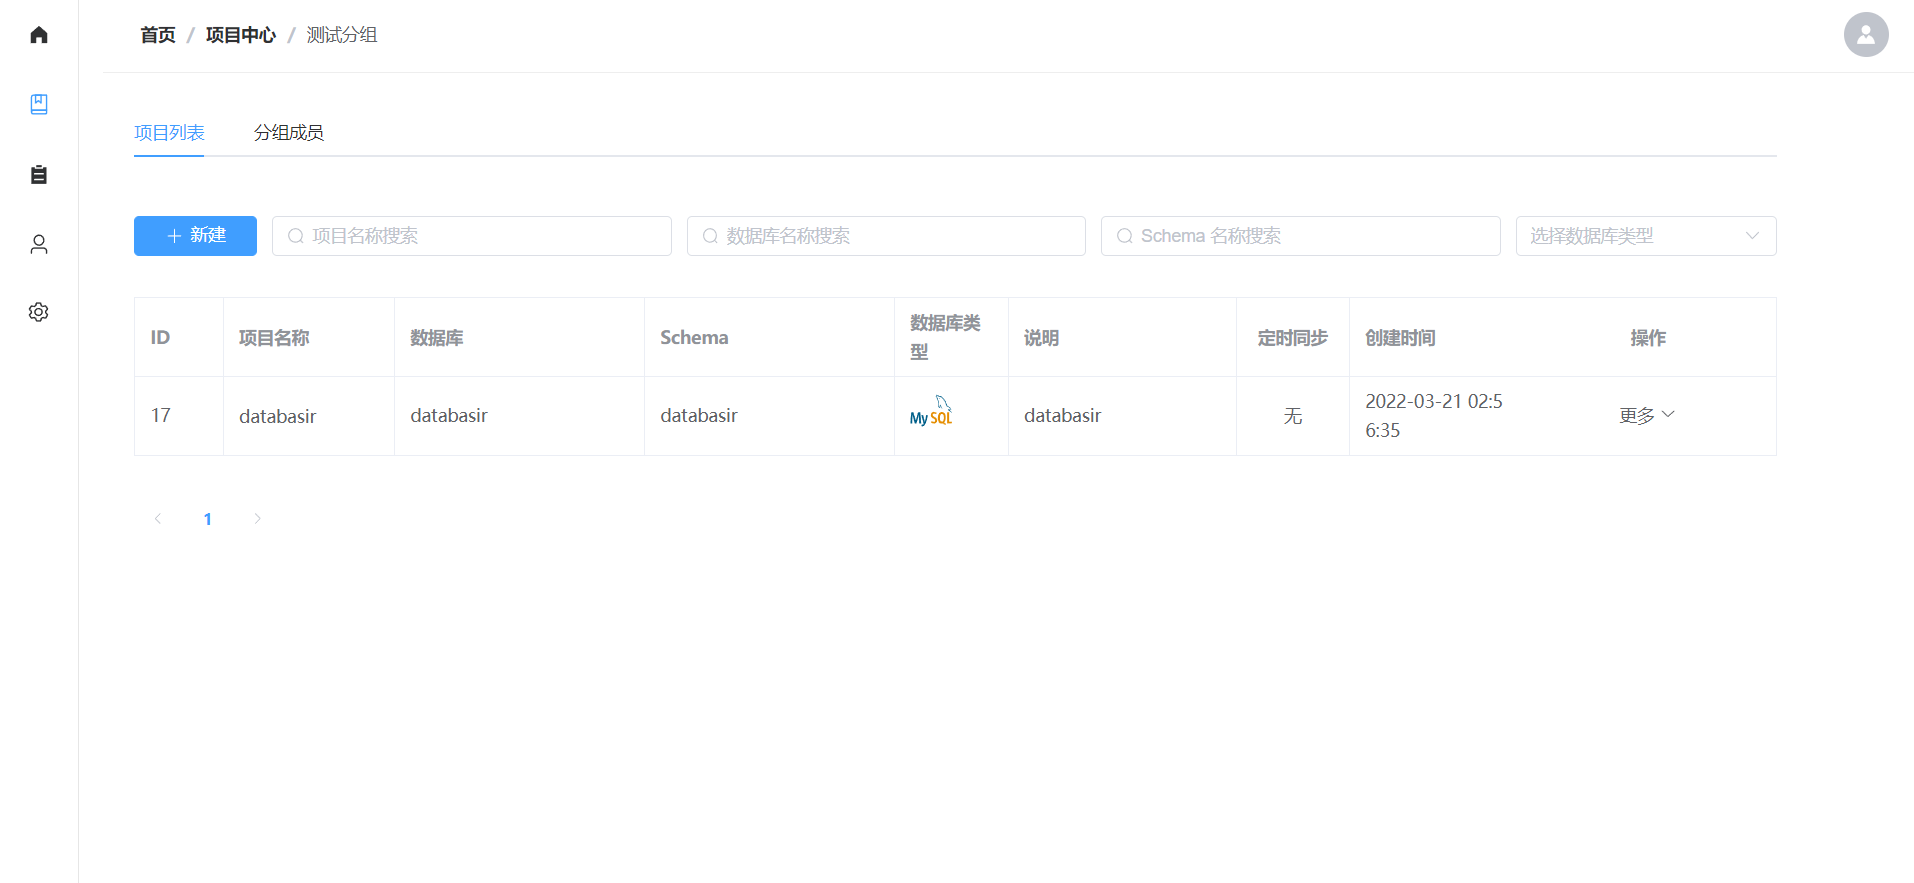 首页 / 项目中心 / 测试分组
项目列表 分组成员
新建 项目名称搜索 数据库名称搜索 Schema 名称搜索 选择数据库类型
ID 项目名称 数据库 Schema 数据库类
型 说明 定时同步 创建时间 操作
17 databasir databasir databasir MySQL databasir 无 2022-03-21 02:5
6:35 更多
1